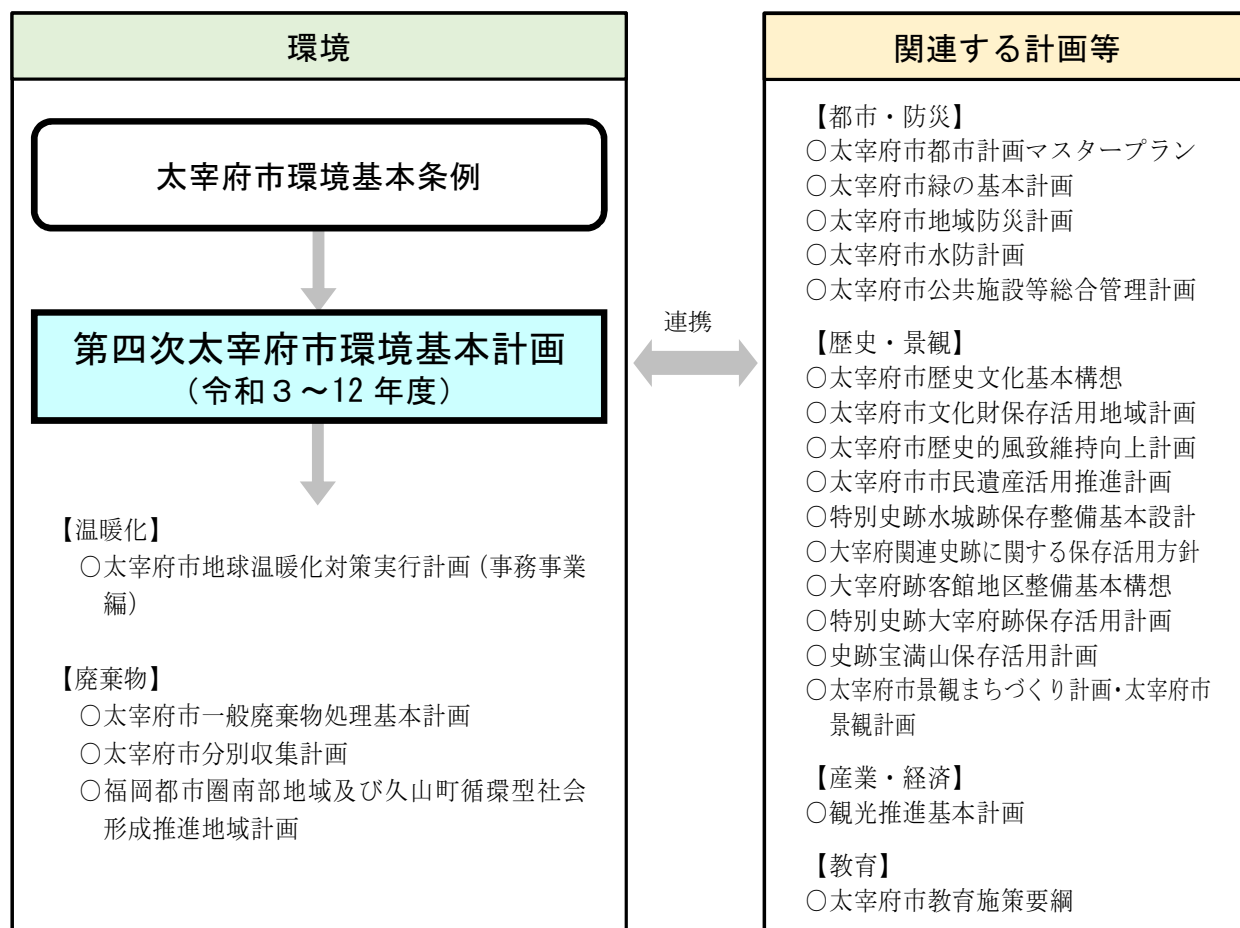 環境
太宰府市環境基本条例
第四次太宰府市環境基本計画
（令和３～12 年度）
【温暖化】
○太宰府市地球温暖化対策実行計画（事務事業
編）
【廃棄物】
○太宰府市一般廃棄物処理基本計画
○太宰府市分別収集計画
○福岡都市圏南部地域及び久山町循環型社会
形成推進地域計画
連携
関連する計画等
【都市・防災】
○太宰府市都市計画マスタープラン
○太宰府市緑の基本計画
○太宰府市地域防災計画
○太宰府市水防計画
○太宰府市公共施設等総合管理計画
【歴史・景観】
○太宰府市歴史文化基本構想
○太宰府市文化財保存活用地域計画
○太宰府市歴史的風致維持向上計画
○太宰府市市民遺産活用推進計画
○特別史跡水城跡保存整備基本設計
○大宰府関連史跡に関する保存活用方針
○大宰府跡客館地区整備基本構想
○特別史跡大宰府跡保存活用計画
○史跡宝満山保存活用計画
○太宰府市景観まちづくり計画・太宰府市
景観計画
【産業・経済】
○観光推進基本計画
【教育】
○太宰府市教育施策要綱